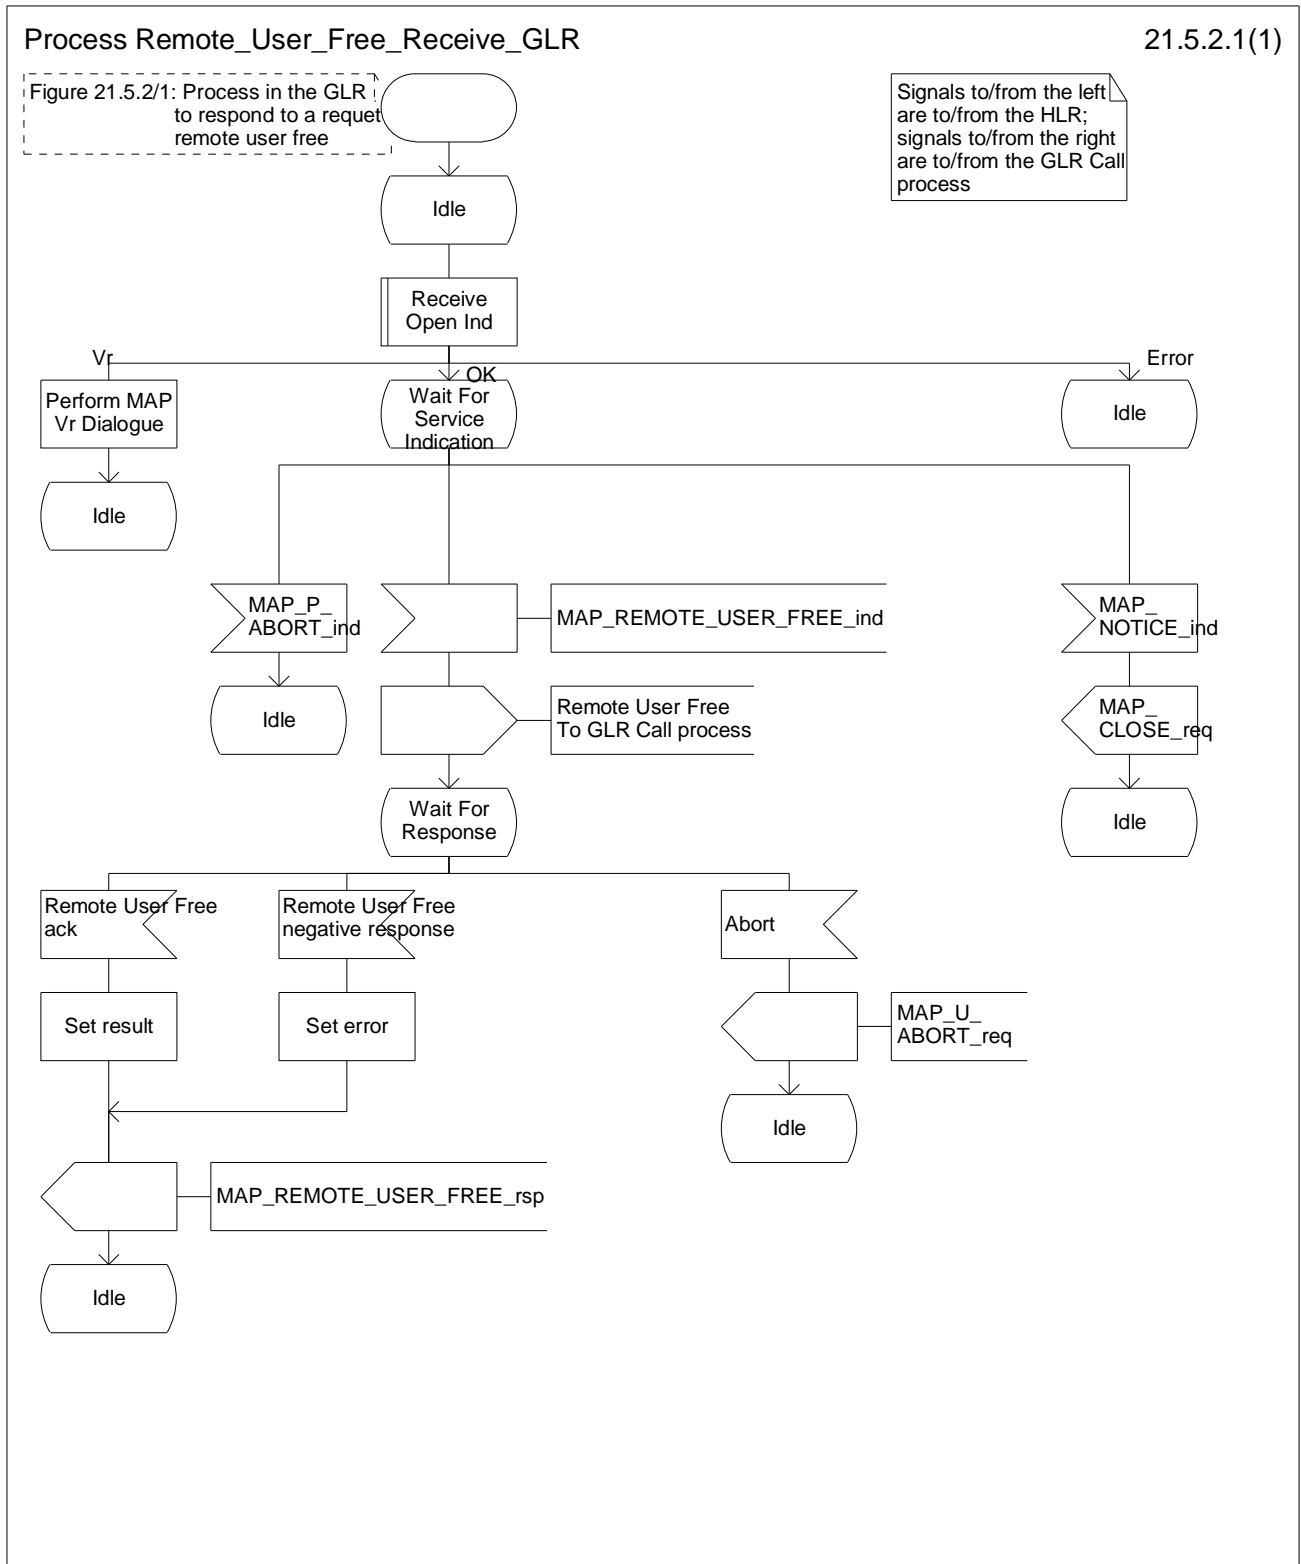 Process Remote_User_Free_Receive_GLR
21.5.2.1(1)
Figure 21.5.2/1: Process in the GLR
to respond to a requet
remote user free
Signals to/from the left
are to/from the HLR;
signals to/from the right
are to/from the GLR Call
process
Idle
Receive
Open Ind
Vr
OK
Error
Perform MAP
Vr Dialogue
Wait For
Service
Indication
Idle
Idle
MAP_P_
ABORT_ind
MAP_REMOTE_USER_FREE_ind
MAP_
NOTICE_ind
Idle
Remote User Free
To GLR Call process
MAP_
CLOSE_req
Wait For
Response
Idle
Remote User Free
ack
Remote User Free
negative response
Abort
Set result
Set error
MAP_U_
ABORT_req
Idle
MAP_REMOTE_USER_FREE_rsp
Idle